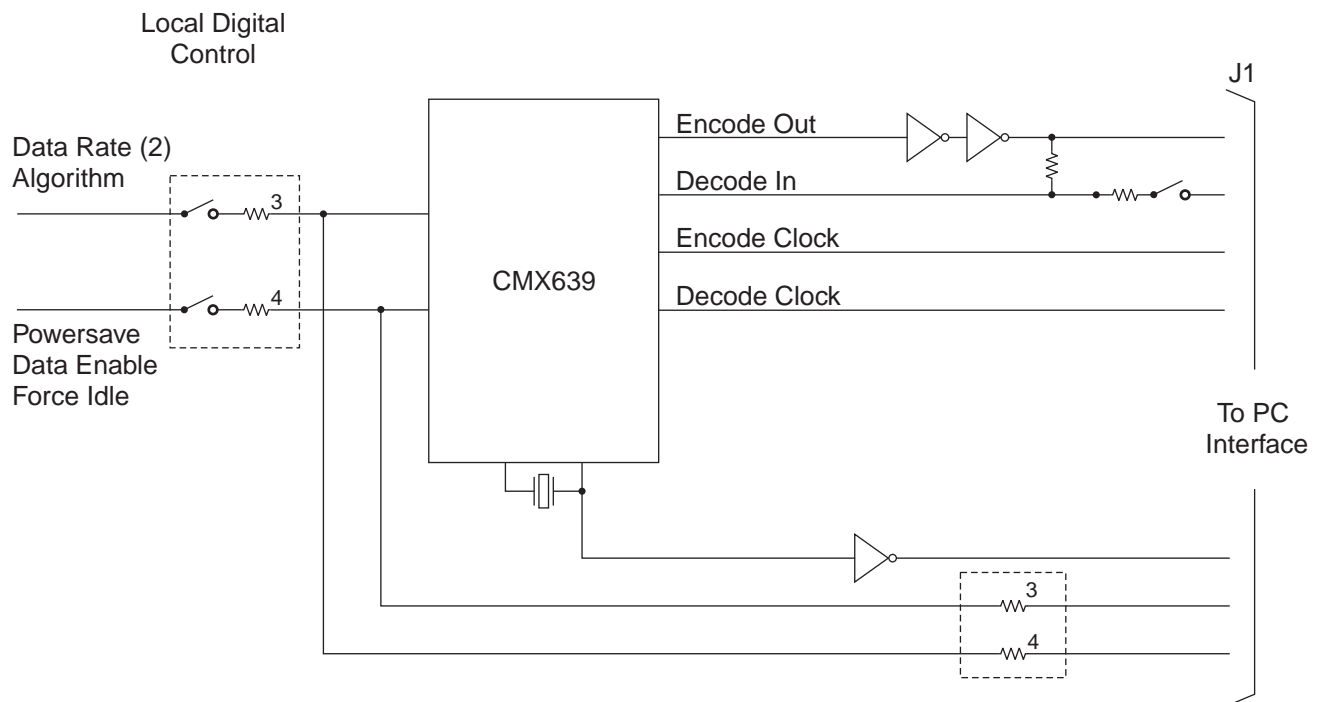 Local Digital
Control
J1
Encode Out
Data Rate (2)
Algorithm
Decode In
3
Encode Clock
CMX639
4
Decode Clock
Powersave
Data Enable
Force Idle
To PC
Interface
3
4